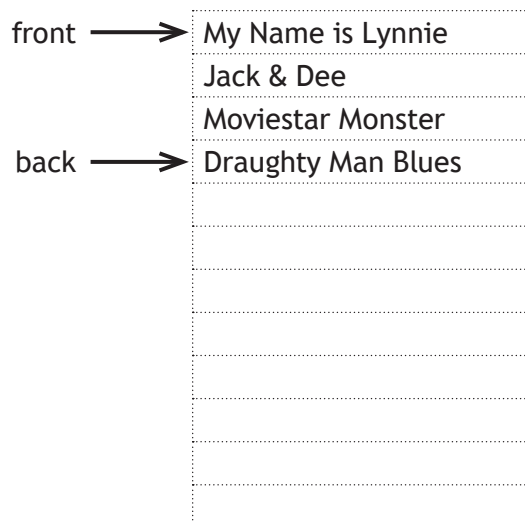 front My Name is Lynnie
Jack & Dee
Moviestar Monster
back Draughty Man Blues